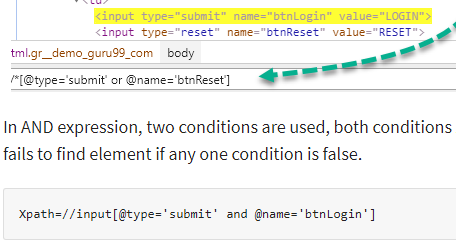 <input type="submit" name="btnLogin" value="LOGIN">
<input type="reset" name="btnReset" value="RESET">
tml.gr__demo_guru99_com body
/*[@type='submit' or @name='btnReset']
In AND expression, two conditions are used, both conditions
fails to find element if any one condition is false.
Xpath=//input[@type='submit' and @name='btnLogin']